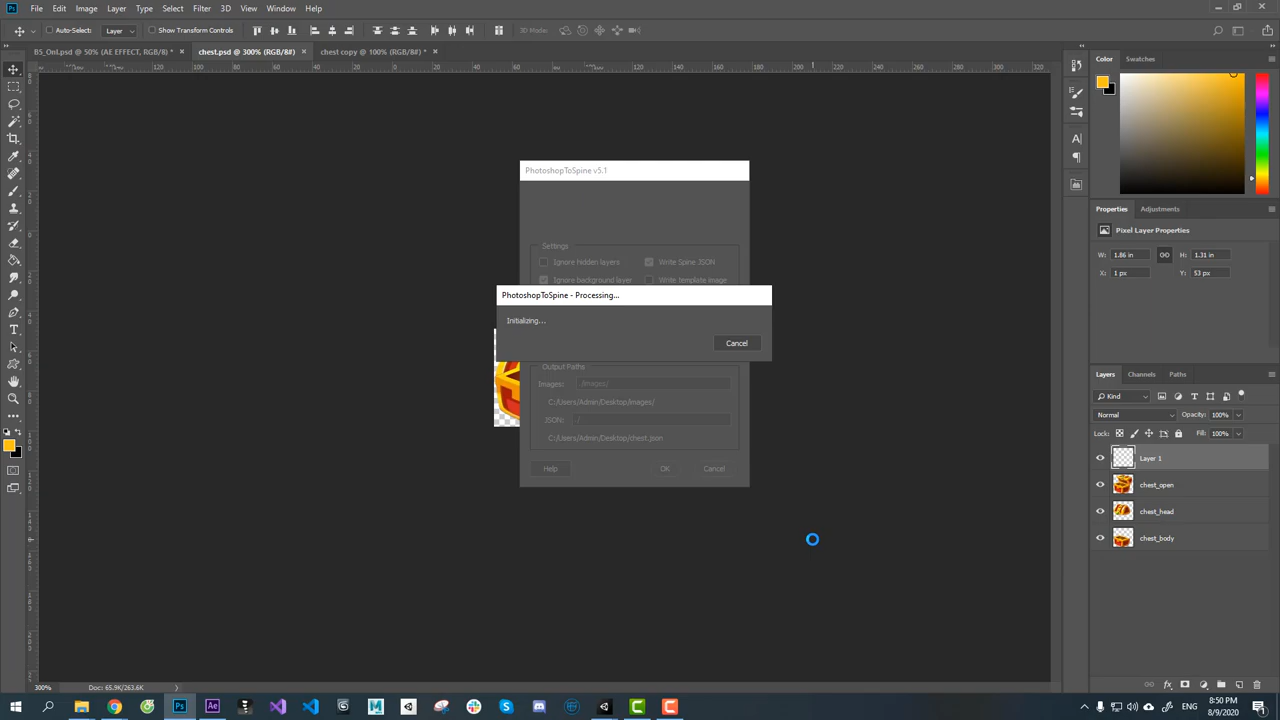 Ps File Edit Image Layer Type Select Filter 3D View Window Help
Auto-Select: Layer Show Transform Controls 3D Mode:
B5_Onl.psd @ 50% (AE EFFECT, RGB/8) * × chest.psd @ 300% (RGB/8#) × chest copy @ 100% (RGB/8#) * ×
PhotoshopToSpine v5.1
Settings
Ignore hidden layers Write Spine JSON
Ignore background layer Write template image
PhotoshopToSpine - Processing...
Initializing...
Cancel
Output Paths
Images: ./images/
C:/Users/Admin/Desktop/images/
JSON: ./
C:/Users/Admin/Desktop/chest.json
Help OK Cancel
Color Swatches
Properties Adjustments
Pixel Layer Properties
W: 1.86 in H: 1.31 in
X: 1 px Y: 53 px
Layers Channels Paths
Kind
Normal Opacity: 100%
Lock: Fill: 100%
Layer 1
chest_open
chest_head
chest_body
300% Doc: 65.9K/263.6K
8:50 PM
8/9/2020